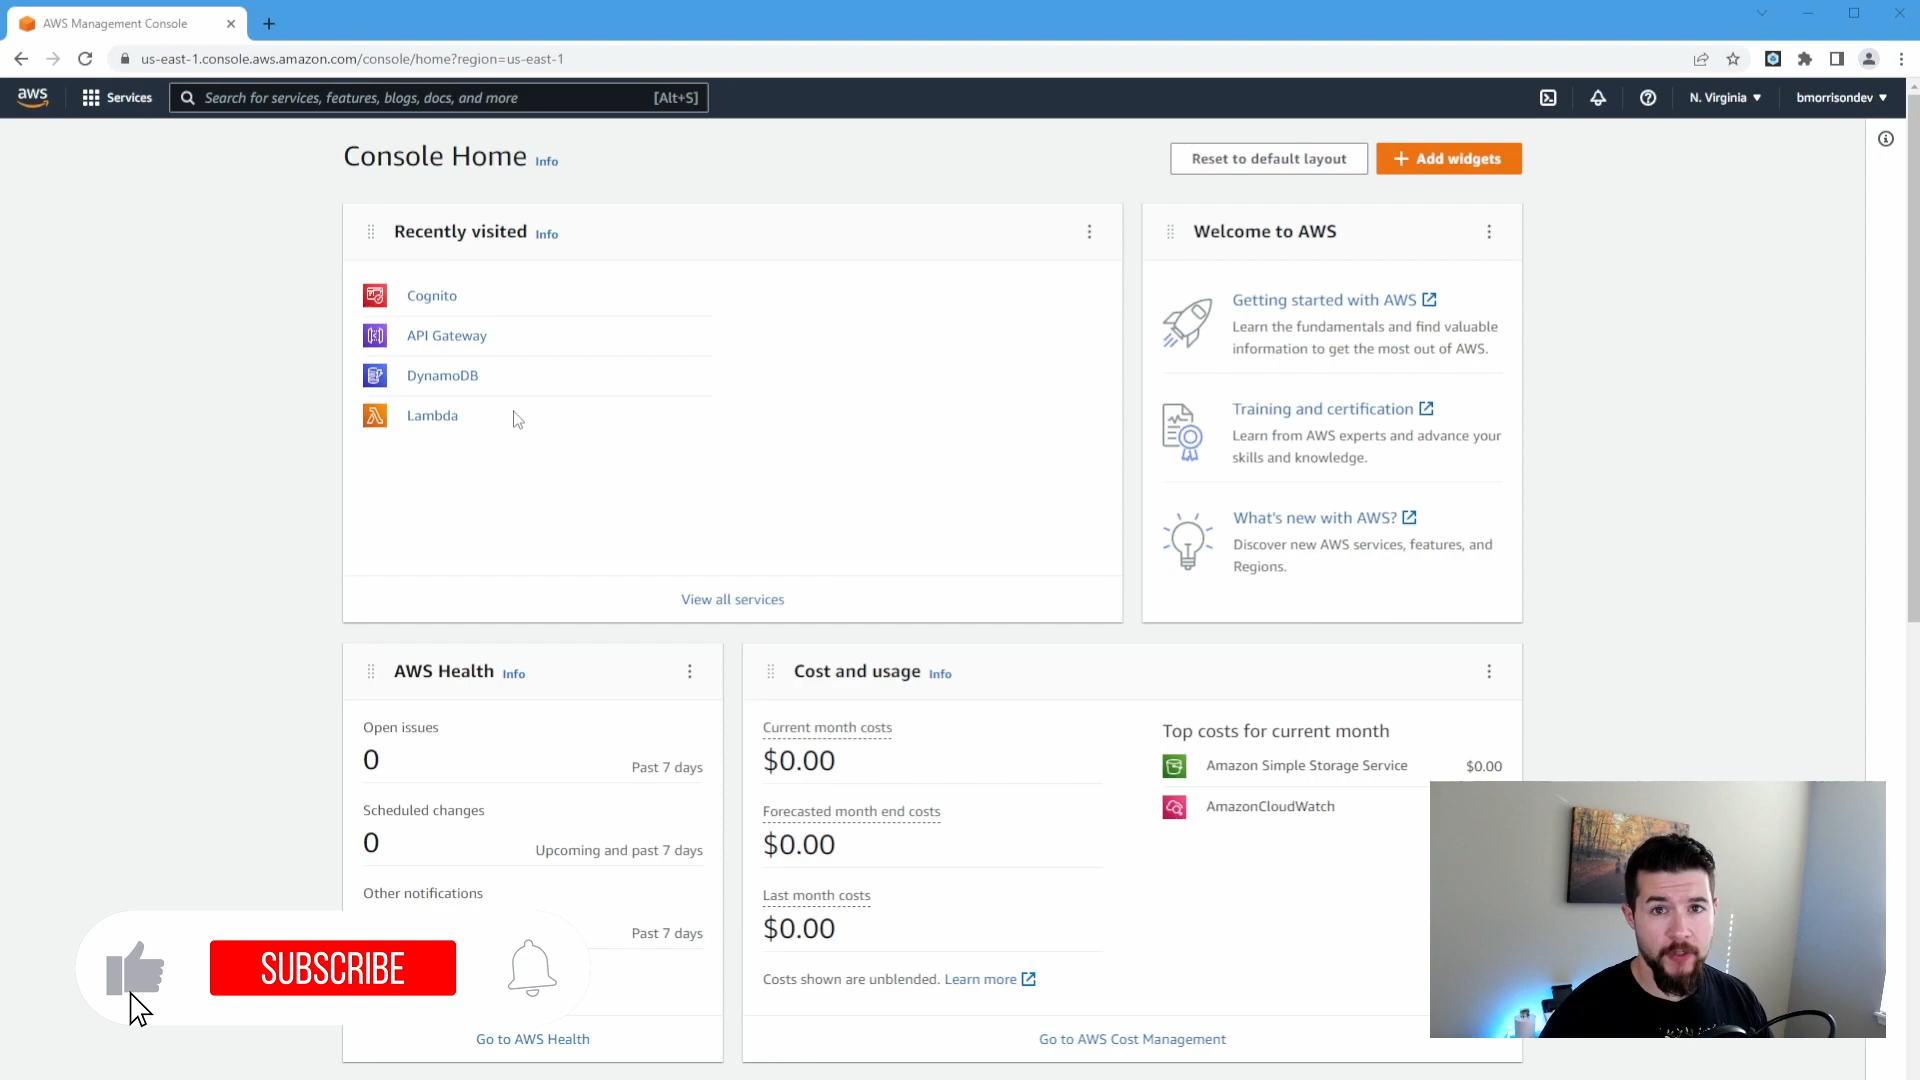 AWS Management Console
us-east-1.console.aws.amazon.com/console/home?region=us-east-1
aws
Services
Search for services, features, blogs, docs, and more
[Alt+S]
N. Virginia
bmorrisondev
Console Home Info
Reset to default layout
Add widgets
Recently visited Info
Cognito
API Gateway
DynamoDB
Lambda
View all services
Welcome to AWS
Getting started with AWS
Learn the fundamentals and find valuable
information to get the most out of AWS.
Training and certification
Learn from AWS experts and advance your
skills and knowledge.
What's new with AWS?
Discover new AWS services, features, and
Regions.
AWS Health Info
Open issues
0
Past 7 days
Scheduled changes
0
Upcoming and past 7 days
Other notifications
Past 7 days
Go to AWS Health
Cost and usage Info
Current month costs
$0.00
Forecasted month end costs
$0.00
Last month costs
$0.00
Costs shown are unblended. Learn more
Top costs for current month
Amazon Simple Storage Service
$0.00
AmazonCloudWatch
Go to AWS Cost Management
SUBSCRIBE